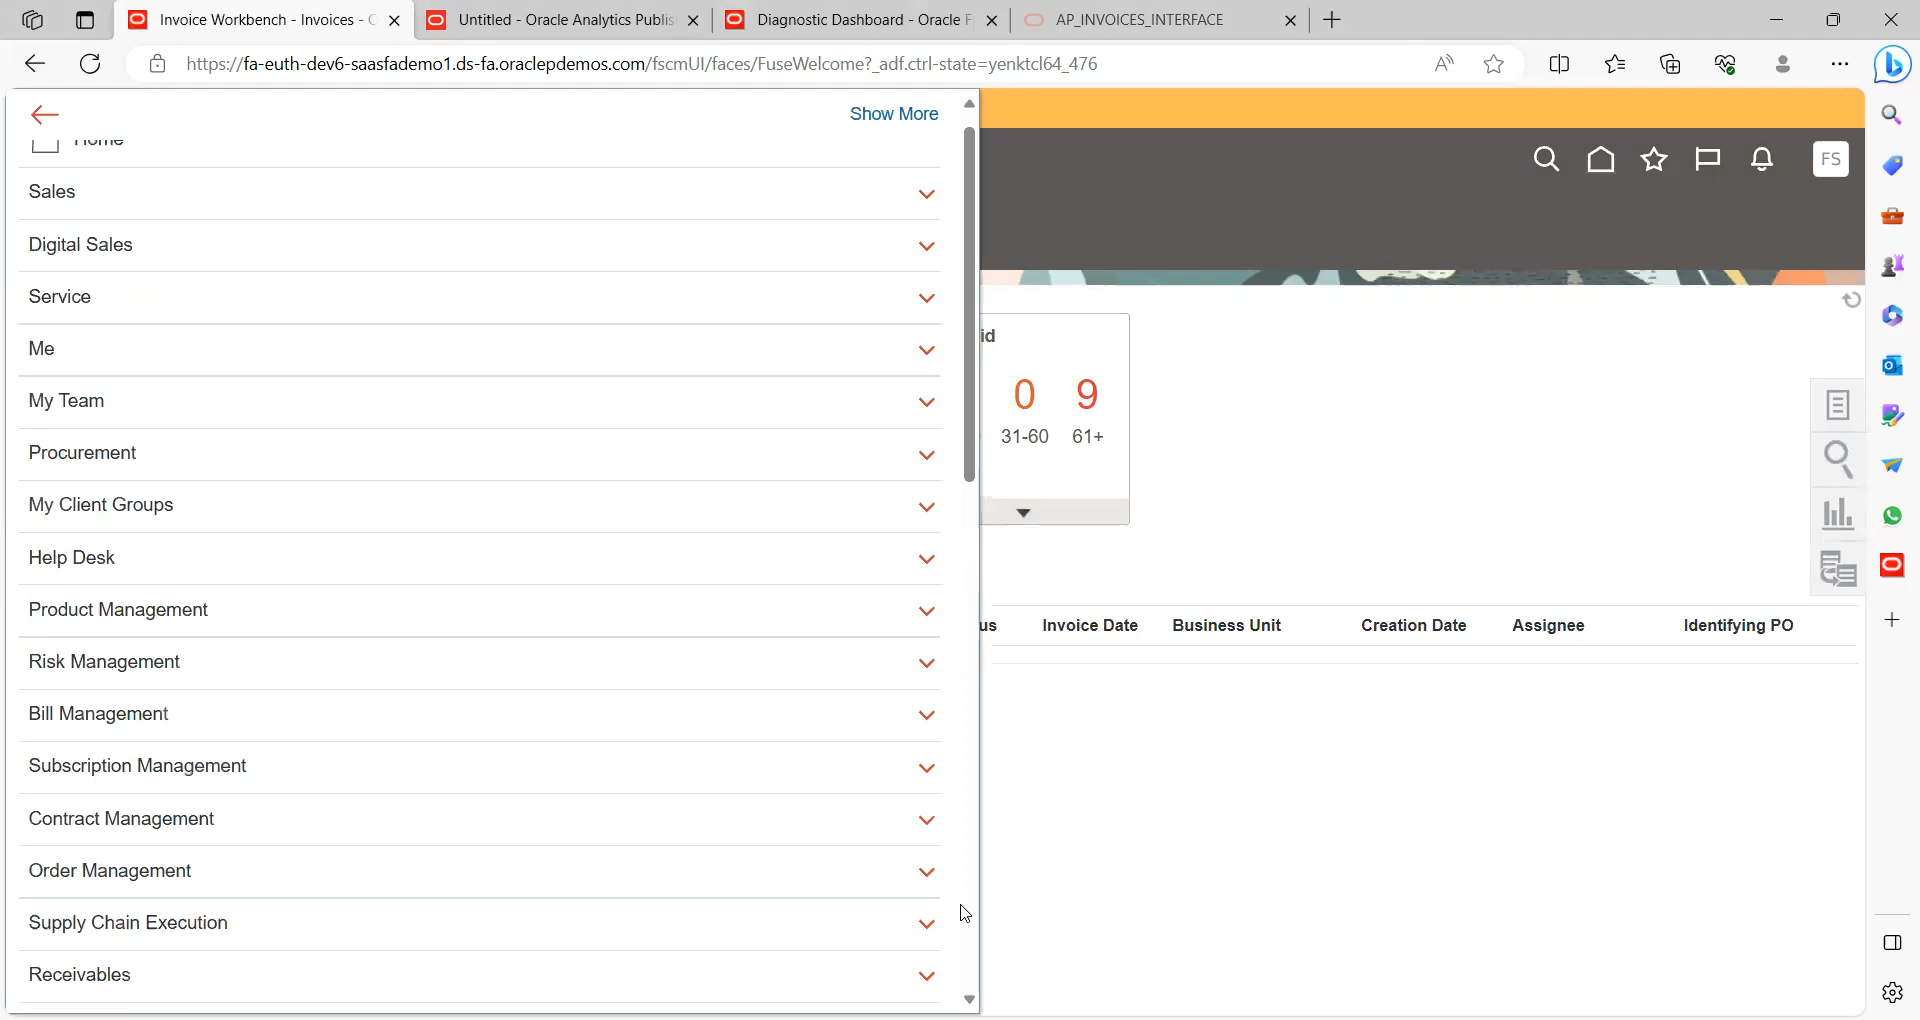 Invoice Workbench - Invoices - C
Untitled - Oracle Analytics Publis
Diagnostic Dashboard - Oracle F
AP_INVOICES_INTERFACE
https://fa-euth-dev6-saasfademo1.ds-fa.oraclepdemos.com/fscmUI/faces/FuseWelcome?_adf.ctrl-state=yenktcl64_476
Show More
Home
FS
Sales
Digital Sales
Service
Me
My Team
Procurement
My Client Groups
Help Desk
Product Management
Risk Management
Bill Management
Subscription Management
Contract Management
Order Management
Supply Chain Execution
Receivables
id
0 9
31-60 61+
us Invoice Date Business Unit Creation Date Assignee Identifying PO